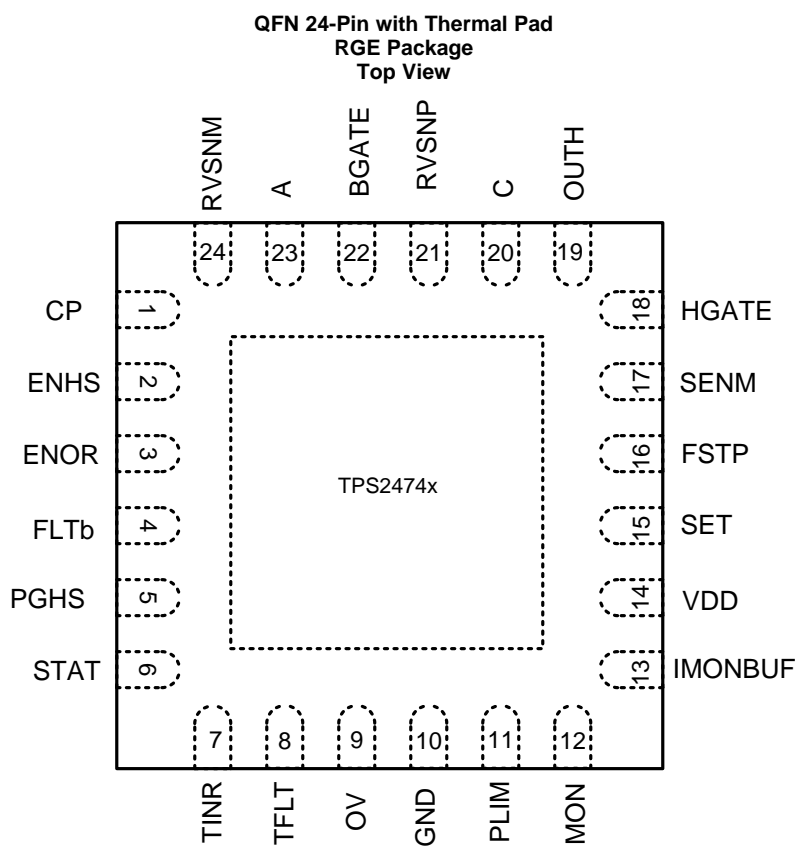 QFN 24-Pin with Thermal Pad
RGE Package
Top View
RVSNM
A
BGATE
RVSNP
C
OUTH
24
23
22
21
20
19
CP
1
ENHS
2
ENOR
3
FLTb
4
PGHS
5
STAT
6
TPS2474x
18
HGATE
17
SENM
16
FSTP
15
SET
14
VDD
13
IMONBUF
7
8
9
10
11
12
TINR
TFLT
OV
GND
PLIM
MON